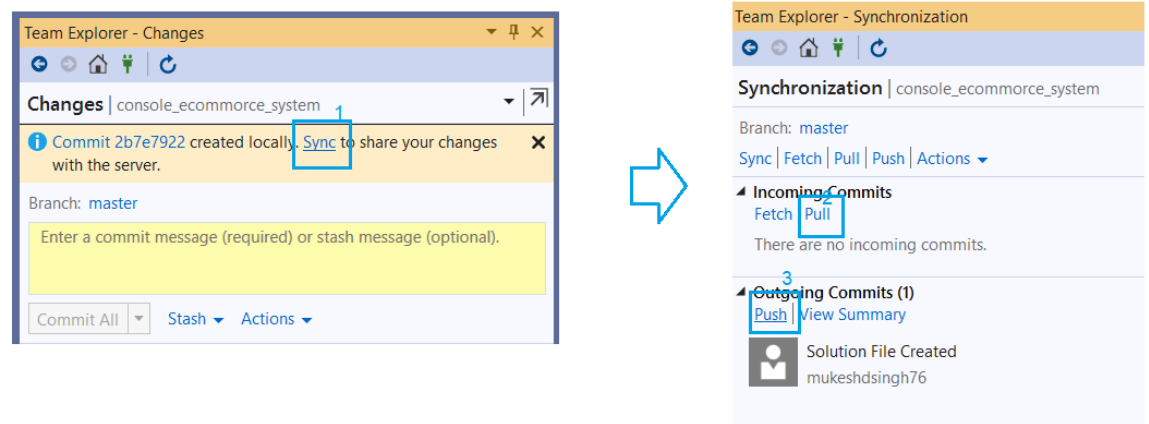 Team Explorer - Changes
Changes | console_ecommorce_system
1
Commit 2b7e7922 created locally. Sync to share your changes
with the server.
Branch: master
Enter a commit message (required) or stash message (optional).
Commit All
Stash
Actions
Team Explorer - Synchronization
Synchronization | console_ecommorce_system
Branch: master
Sync | Fetch | Pull | Push | Actions
Incoming Commits
2
Fetch Pull
There are no incoming commits.
3
Outgoing Commits (1)
Push | View Summary
Solution File Created
mukeshdsingh76